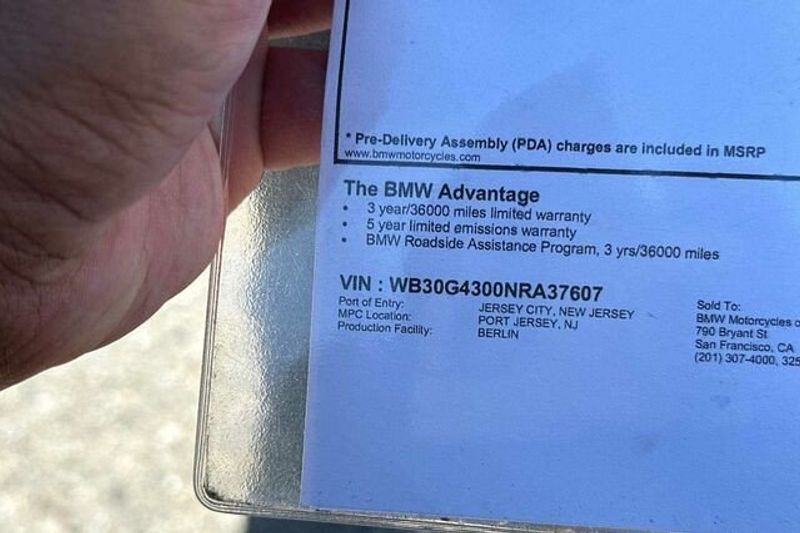 * Pre-Delivery Assembly (PDA) charges are included in MSRP
www.bmwmotorcycles.com
The BMW Advantage
• 3 year/36000 miles limited warranty
• 5 year limited emissions warranty
• BMW Roadside Assistance Program, 3 yrs/36000 miles
VIN : WB30G4300NRA37607
Port of Entry: JERSEY CITY, NEW JERSEY
MPC Location: PORT JERSEY, NJ
Production Facility: BERLIN
Sold To:
BMW Motorcycles
790 Bryant St
San Francisco, CA
(201) 307-4000, 325